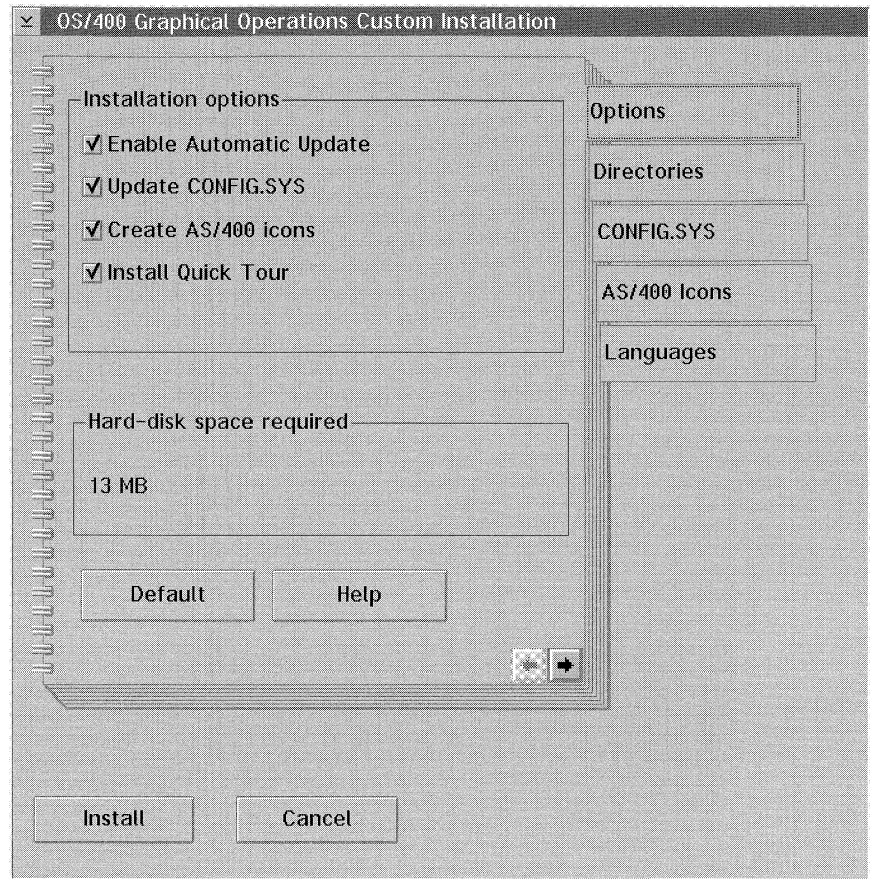 OS/400 Graphical Operations Custom Installation
Installation options
Enable Automatic Update
Update CONFIG.SYS
Create AS/400 icons
Install Quick Tour
Hard-disk space required
13 MB
Default
Help
Options
Directories
CONFIG.SYS
AS/400 Icons
Languages
Install
Cancel